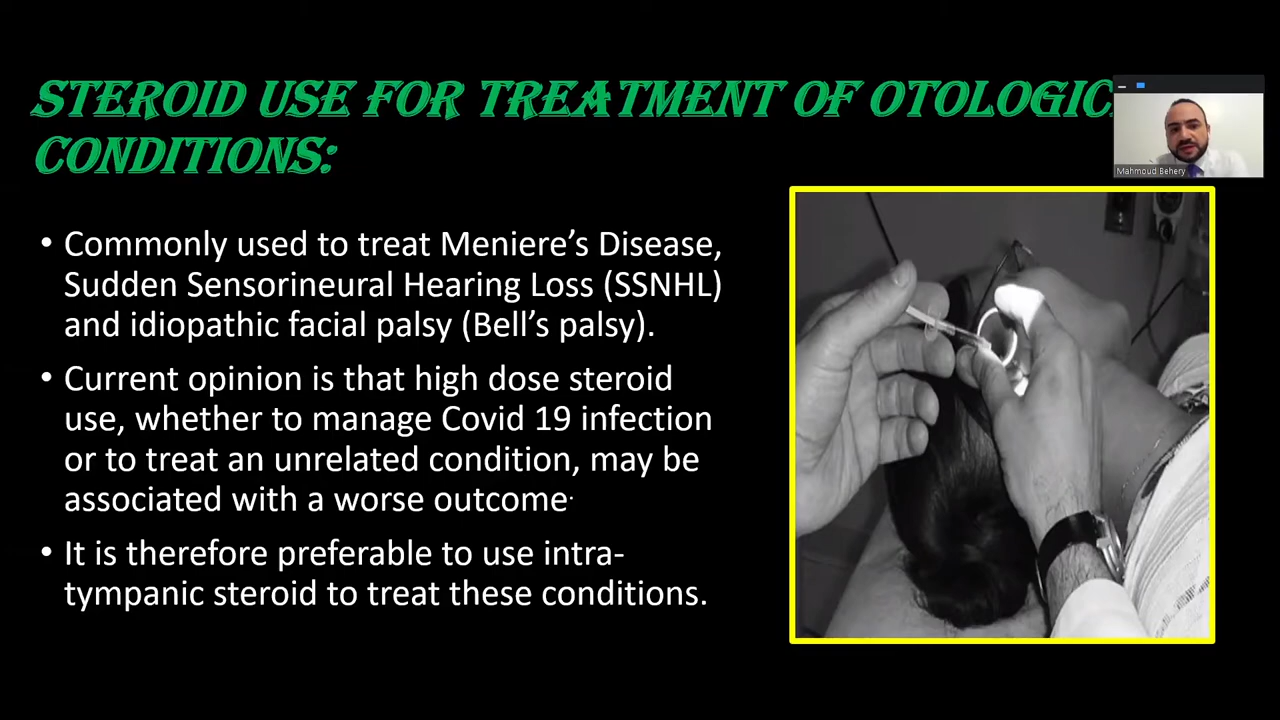 STEROID USE FOR TREATMENT OF OTOLOGIC
CONDITIONS:
Mahmoud Behery
• Commonly used to treat Meniere’s Disease,
Sudden Sensorineural Hearing Loss (SSNHL)
and idiopathic facial palsy (Bell’s palsy).
• Current opinion is that high dose steroid
use, whether to manage Covid 19 infection
or to treat an unrelated condition, may be
associated with a worse outcome.
• It is therefore preferable to use intra-
tympanic steroid to treat these conditions.